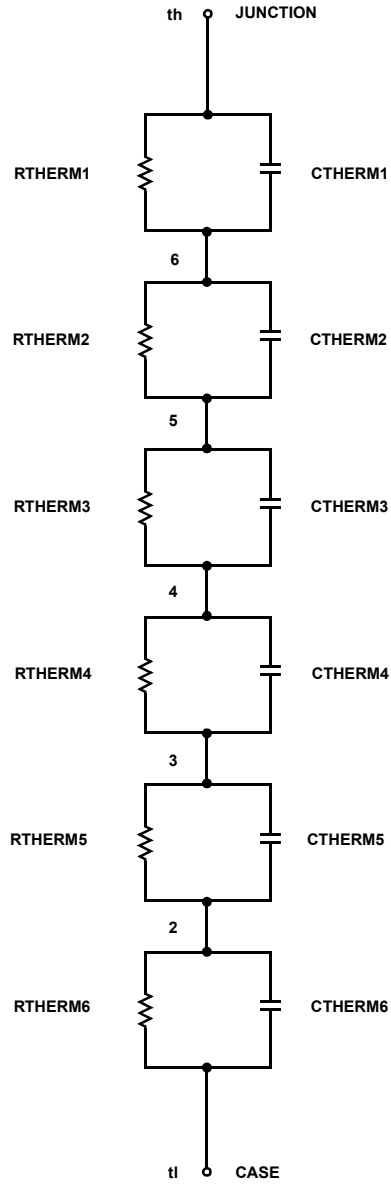 th JUNCTION
RTHERM1 CTHERM1
6
RTHERM2 CTHERM2
5
RTHERM3 CTHERM3
4
RTHERM4 CTHERM4
3
RTHERM5 CTHERM5
2
RTHERM6 CTHERM6
tl CASE